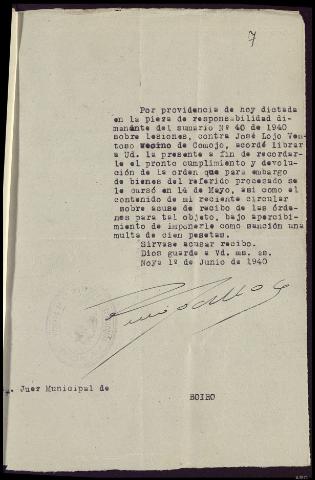 7
Por providencia de hoy dictada
en la pieza de responsabilidad di-
manante del sumario Nº 40 de 1940
sobre lesiones, contra José Lojo Ven-
toso vecino de Comojo, acordé librar
a Ud. la presente a fin de recordar-
le el pronto cumplimiento y devolu-
ción de la orden que para embargo
de bienes del referido procesado se
le cursó en 14 de Mayo, asi como el
contenido de mi reciente circular
sobre acuse de recibo de las órde-
nes para tal objeto, bajo apercibi-
miento de imponerle como sanción una
multa de cien pesetas.
Sirvase acusar recibo.
Dios guarde a Vd. ms. as.
Noya 1º de Junio de 1940
Juez Municipal de
BOIRO